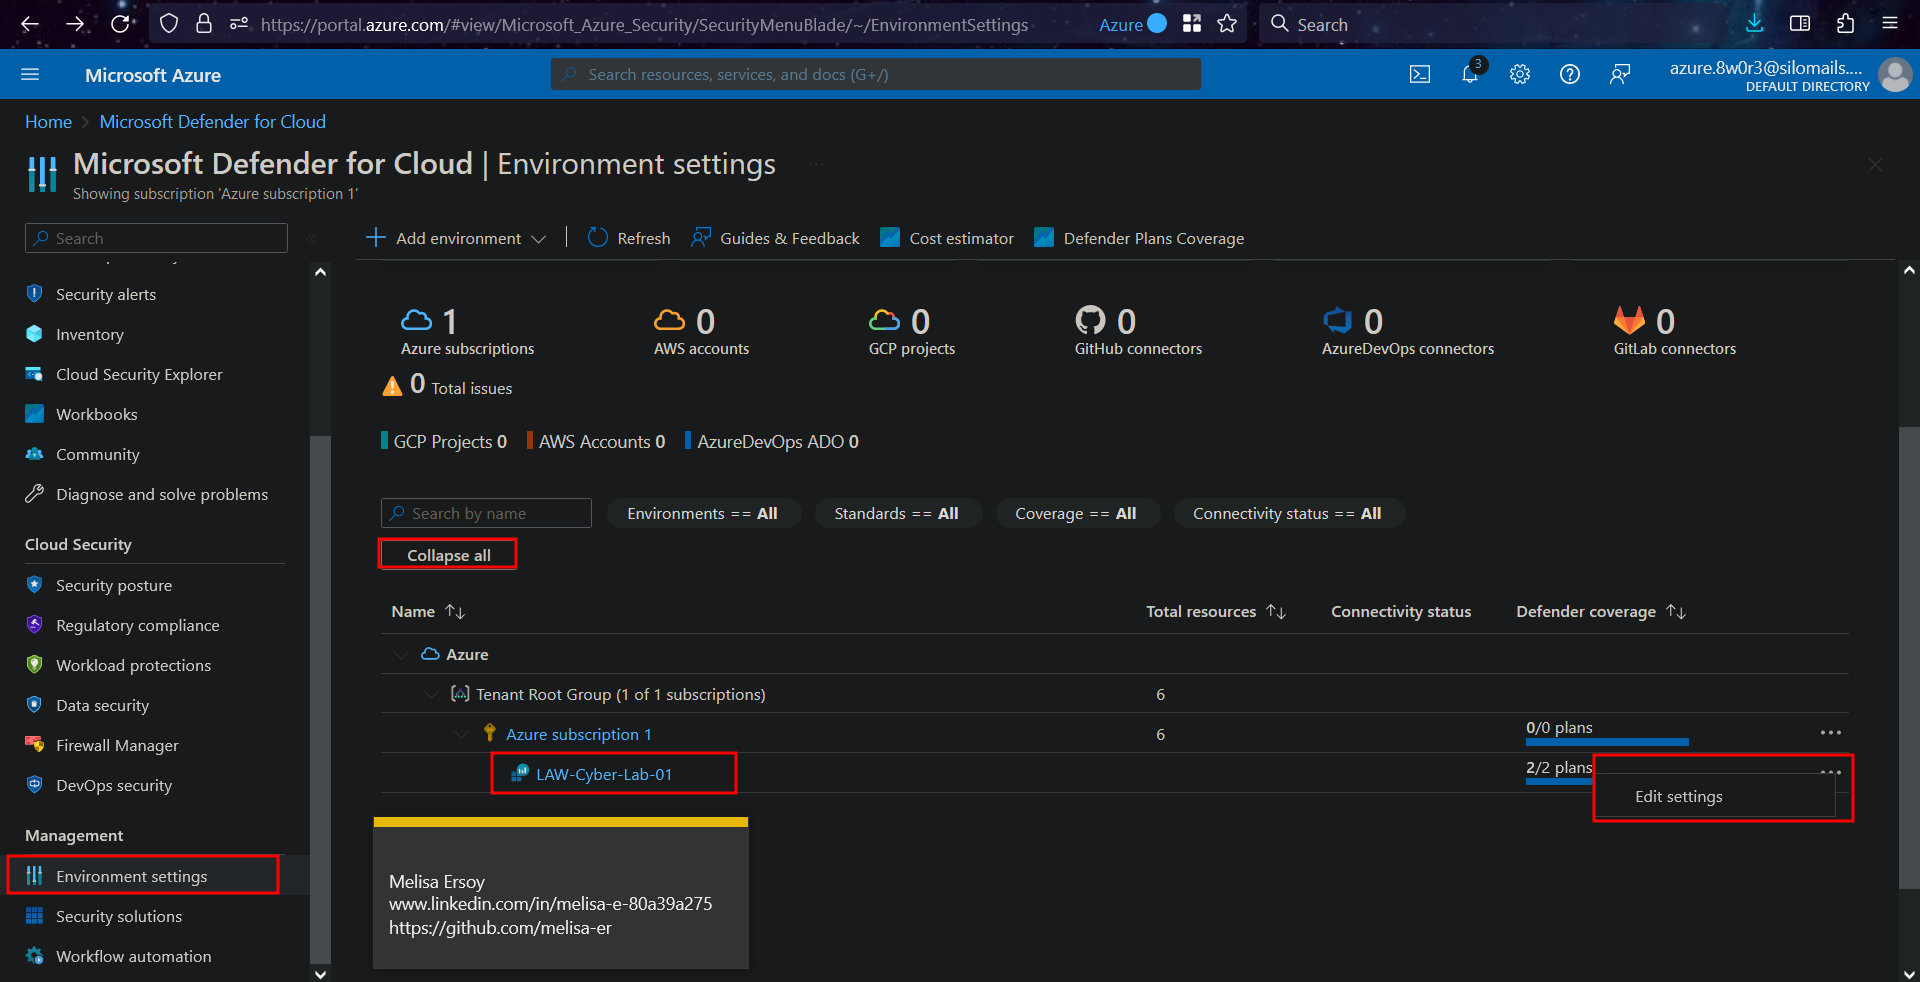 https://portal.azure.com/#view/Microsoft_Azure_Security/SecurityMenuBlade/~/EnvironmentSettings
Azure
Search
Microsoft Azure
Search resources, services, and docs (G+/)
3
azure.8w0r3@silomails....
DEFAULT DIRECTORY
Home > Microsoft Defender for Cloud
Microsoft Defender for Cloud | Environment settings ...
Showing subscription 'Azure subscription 1'
Search
Add environment
Refresh
Guides & Feedback
Cost estimator
Defender Plans Coverage
Security alerts
Inventory
Cloud Security Explorer
Workbooks
Community
Diagnose and solve problems
Cloud Security
Security posture
Regulatory compliance
Workload protections
Data security
Firewall Manager
DevOps security
Management
Environment settings
Security solutions
Workflow automation
1
Azure subscriptions
0
AWS accounts
0
GCP projects
0
GitHub connectors
0
AzureDevOps connectors
0
GitLab connectors
0 Total issues
GCP Projects 0
AWS Accounts 0
AzureDevOps ADO 0
Search by name
Environments == All
Standards == All
Coverage == All
Connectivity status == All
Collapse all
Name
Total resources
Connectivity status
Defender coverage
Azure
Tenant Root Group (1 of 1 subscriptions)
6
Azure subscription 1
6
0/0 plans
LAW-Cyber-Lab-01
2/2 plans
Edit settings
Melisa Ersoy
www.linkedin.com/in/melisa-e-80a39a275
https://github.com/melisa-er